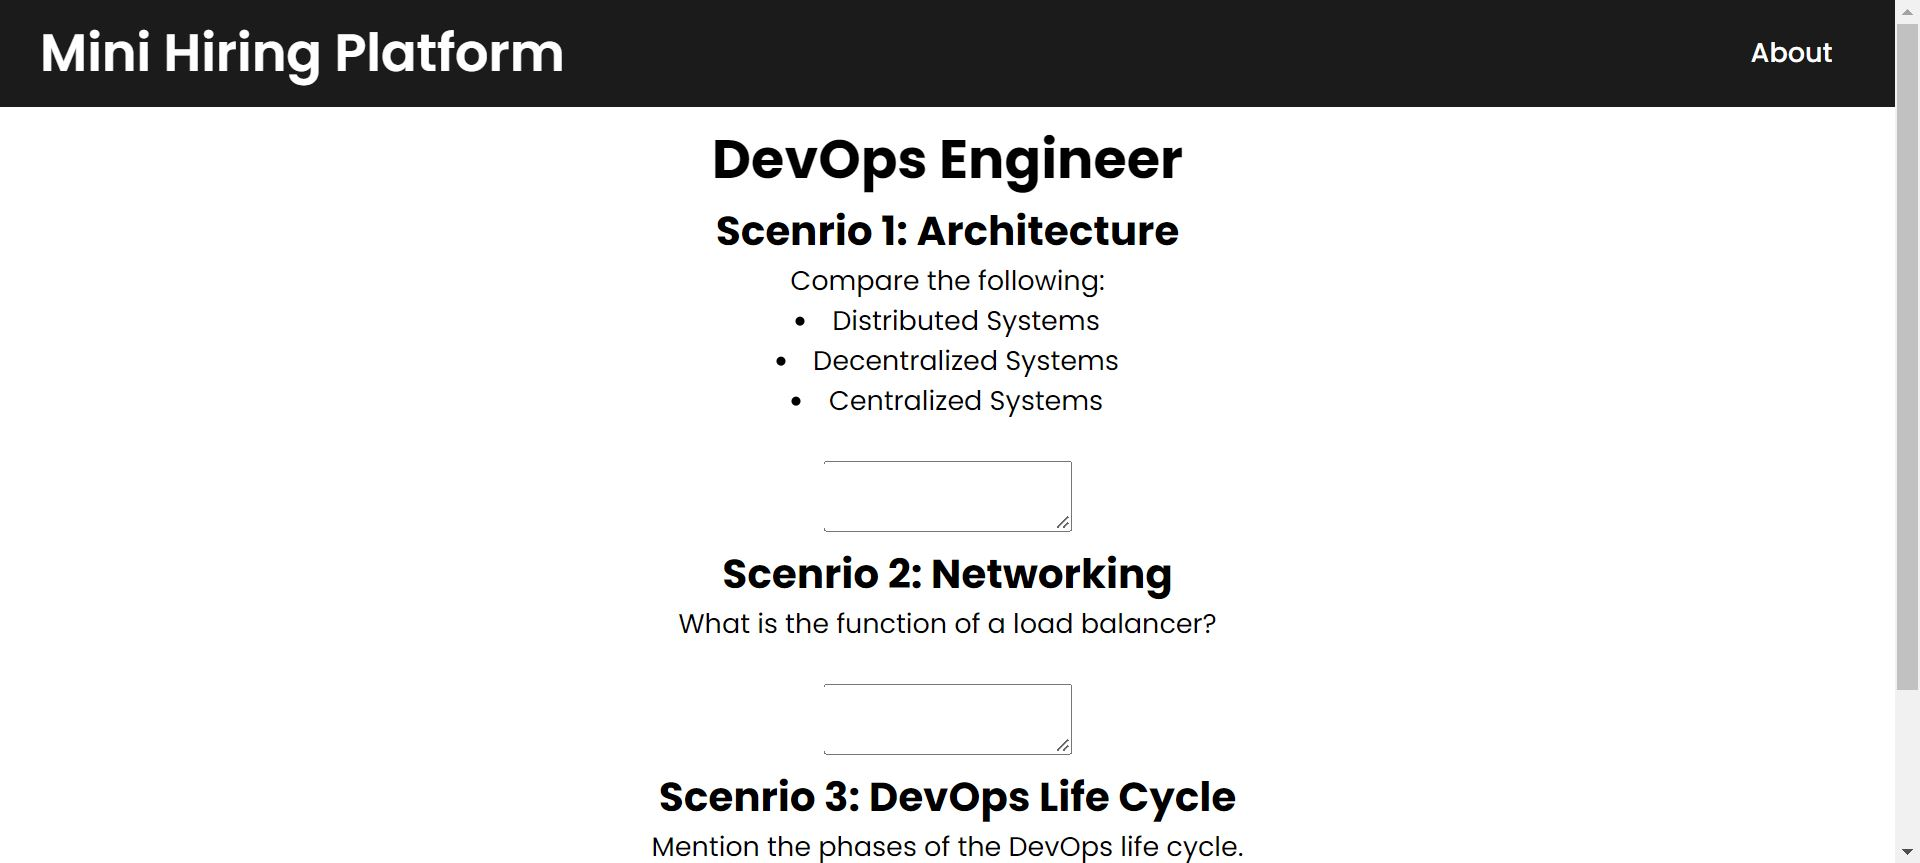 Mini Hiring Platform
About
DevOps Engineer
Scenrio 1: Architecture
Compare the following:
• Distributed Systems
• Decentralized Systems
• Centralized Systems
Scenrio 2: Networking
What is the function of a load balancer?
Scenrio 3: DevOps Life Cycle
Mention the phases of the DevOps life cycle.